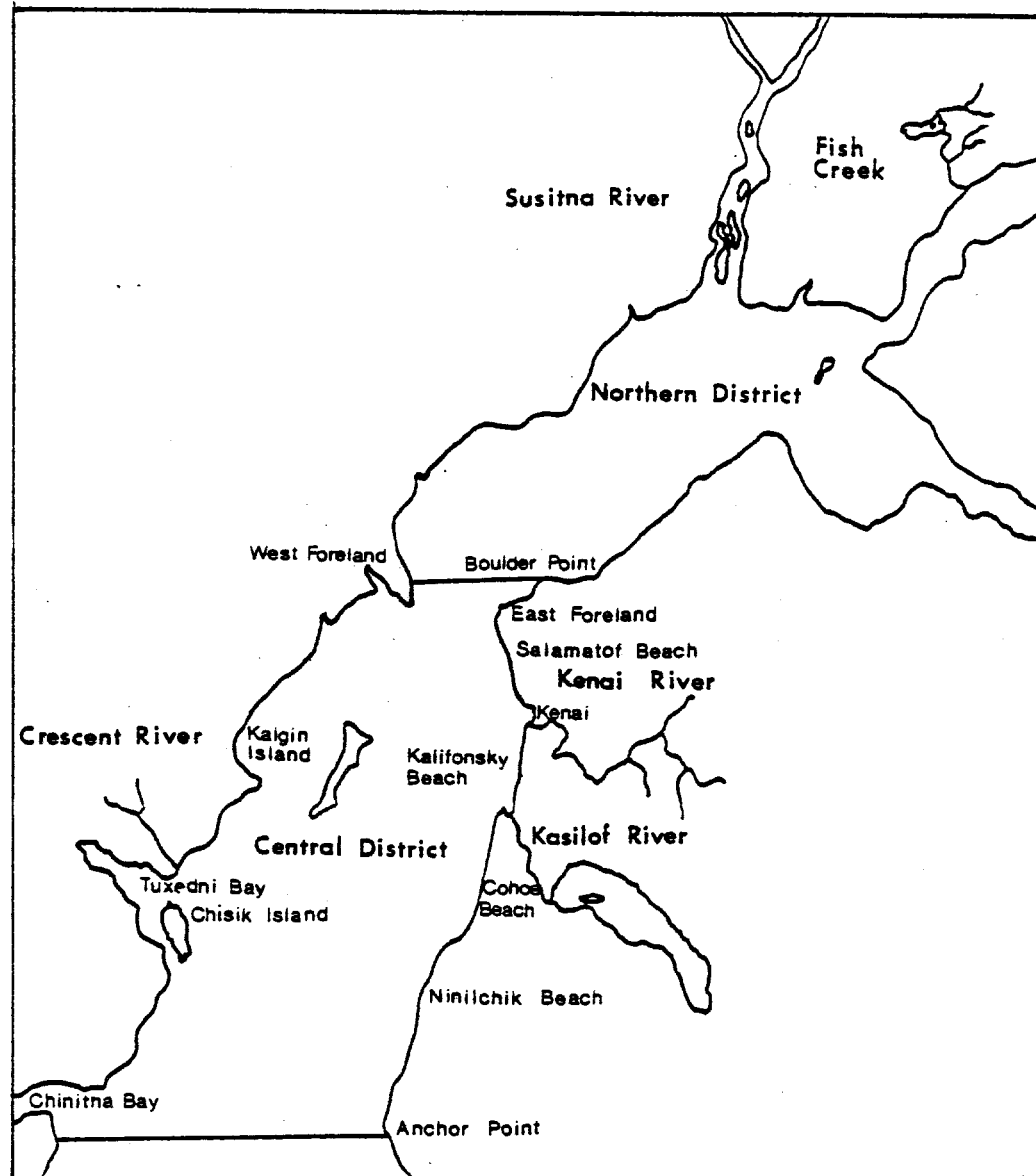 Fish
Creek
Susitna River
Northern District
West Foreland
Boulder Point
East Foreland
Salamatof Beach
Kenai River
Kenai
Crescent River
Kalgin
Island
Kalifonsky
Beach
Central District
Kasilof River
Tuxedni Bay
Chisik Island
Cohoe
Beach
Ninilchik Beach
Chinitna Bay
Anchor Point